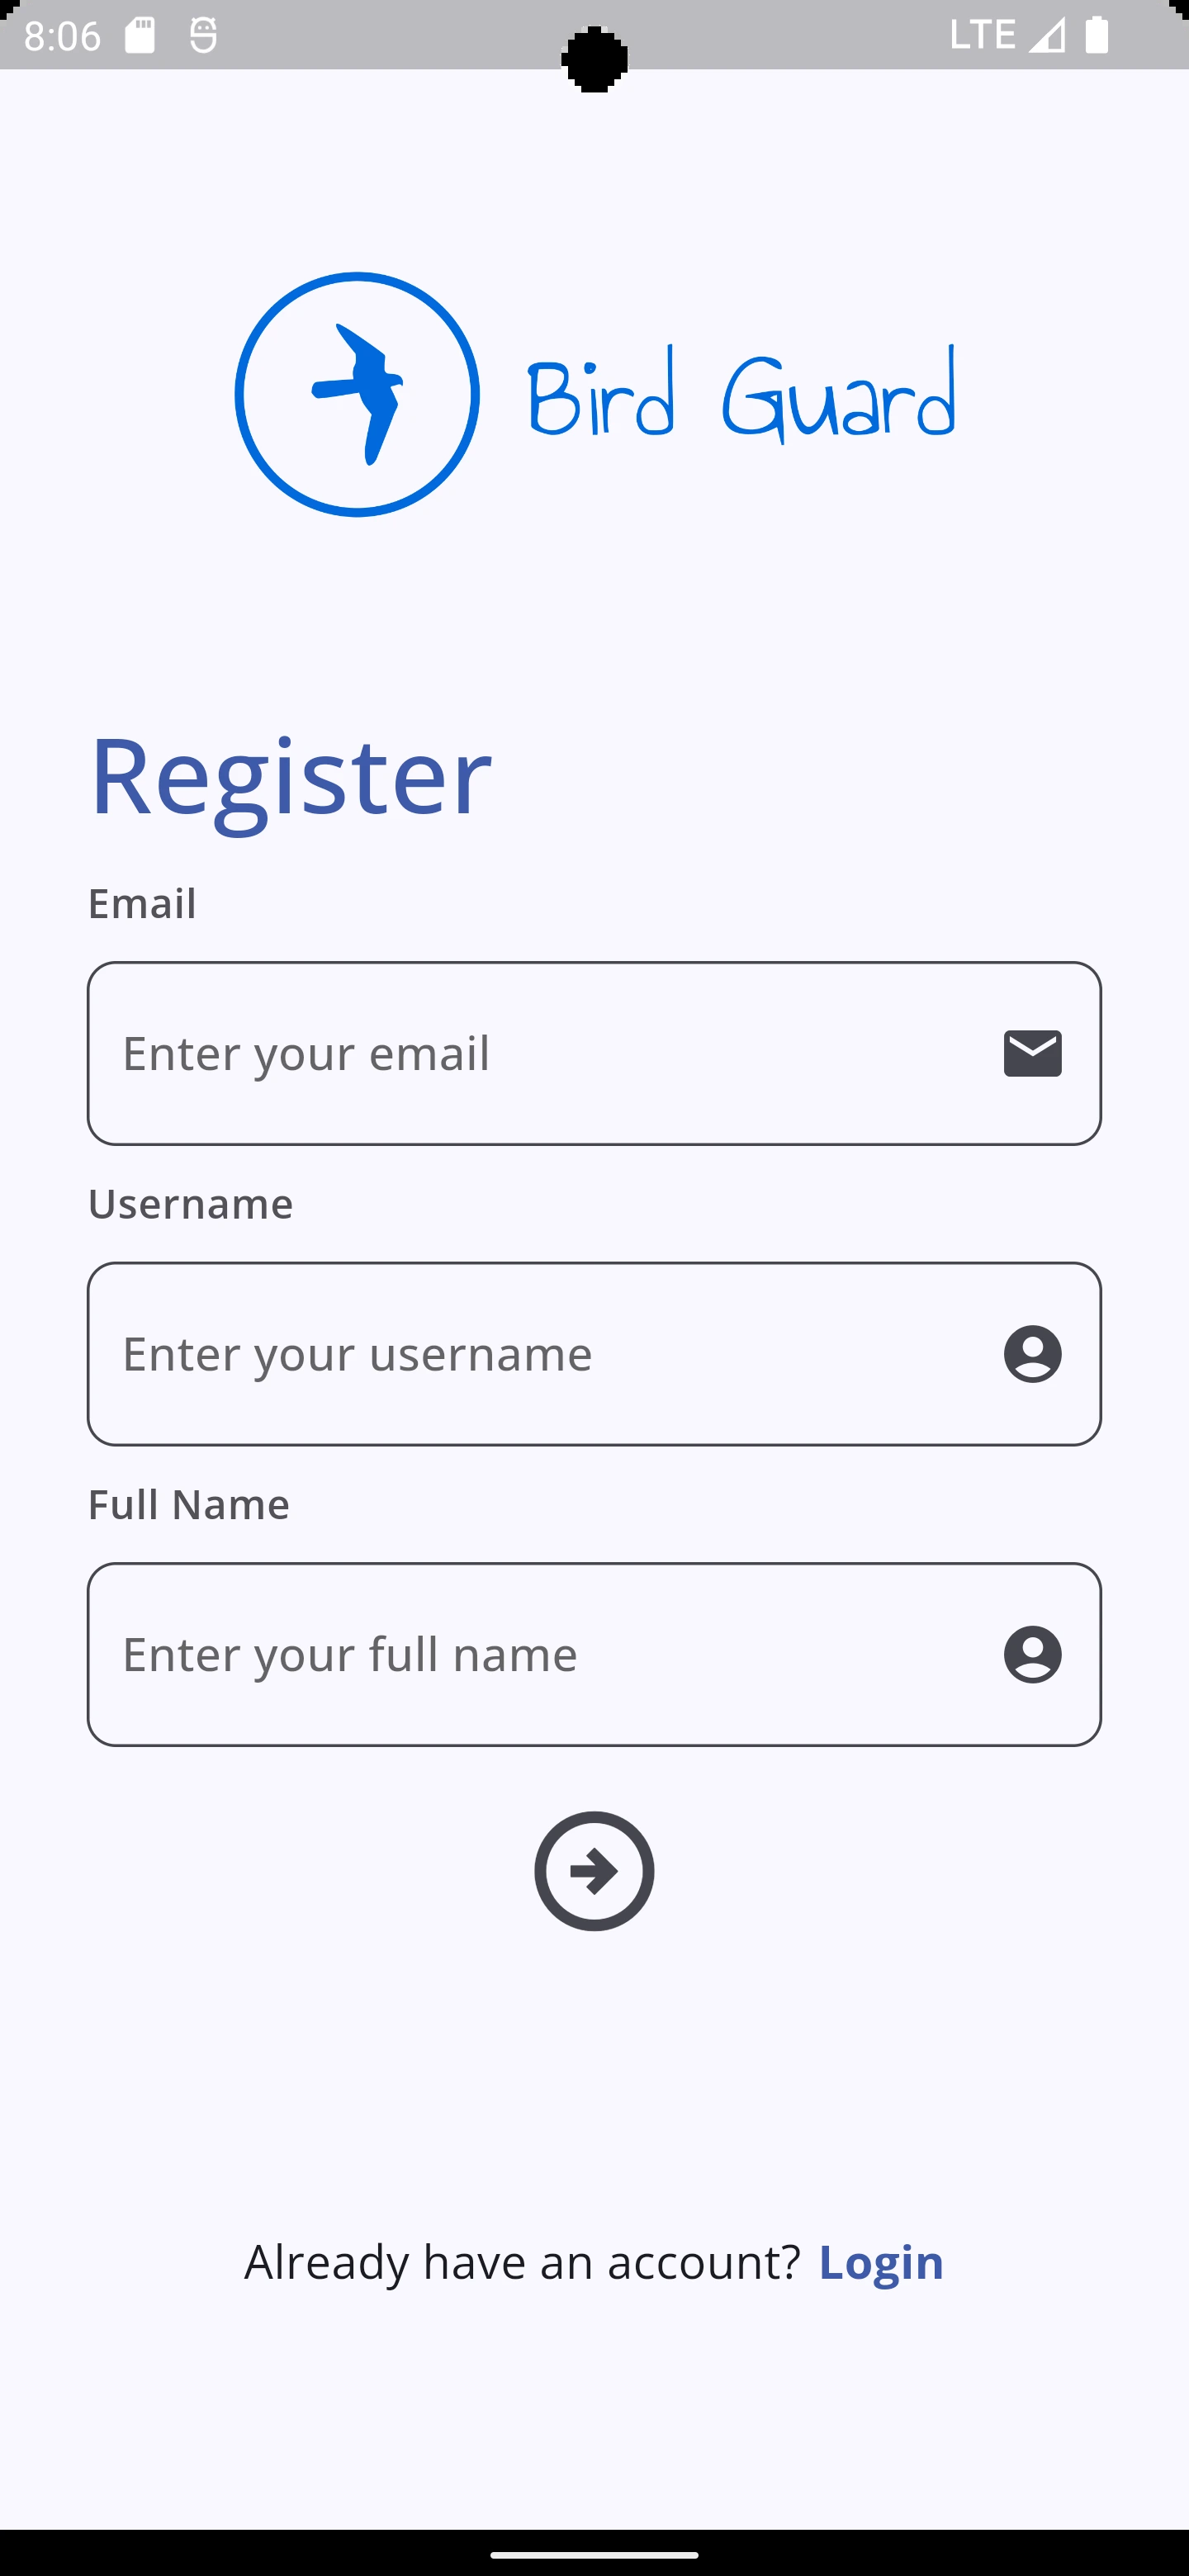 8:06 LTE
Bird Guard
Register
Email
Enter your email
Username
Enter your username
Full Name
Enter your full name
Already have an account? Login